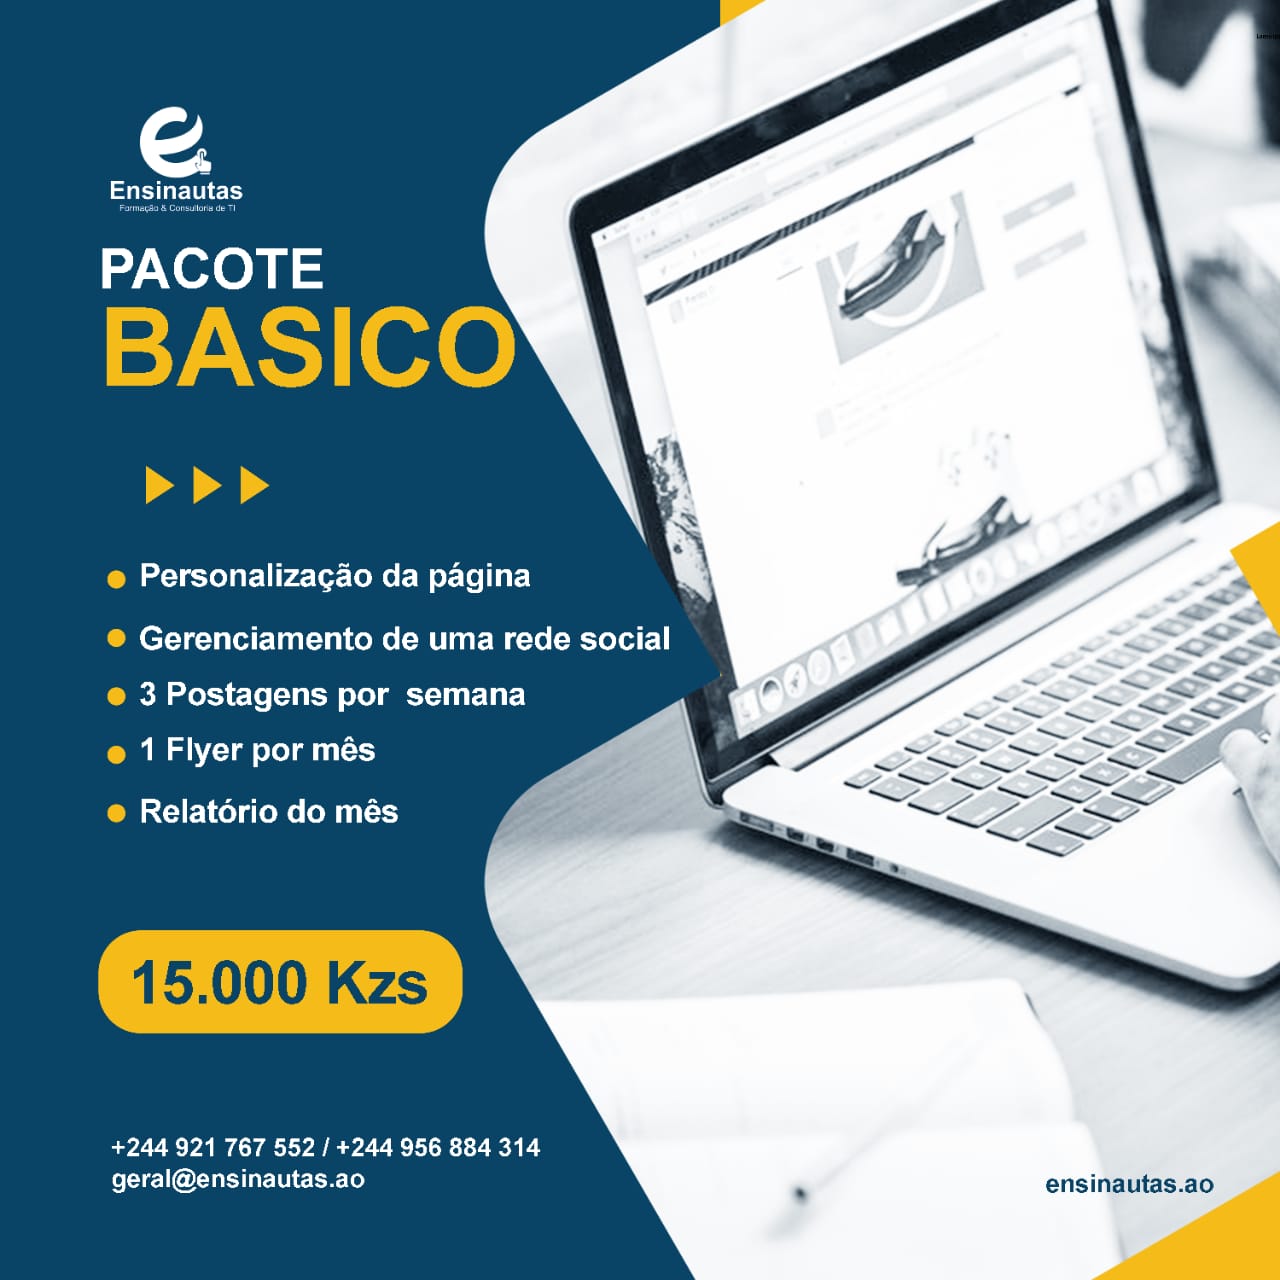 Ensinautas
Formação & Consultoria de TI
PACOTE
BASICO
Personalização da página
Gerenciamento de uma rede social
3 Postagens por semana
1 Flyer por mês
Relatório do mês
15.000 Kzs
+244 921 767 552 / +244 956 884 314
geral@ensinautas.ao
ensinautas.ao